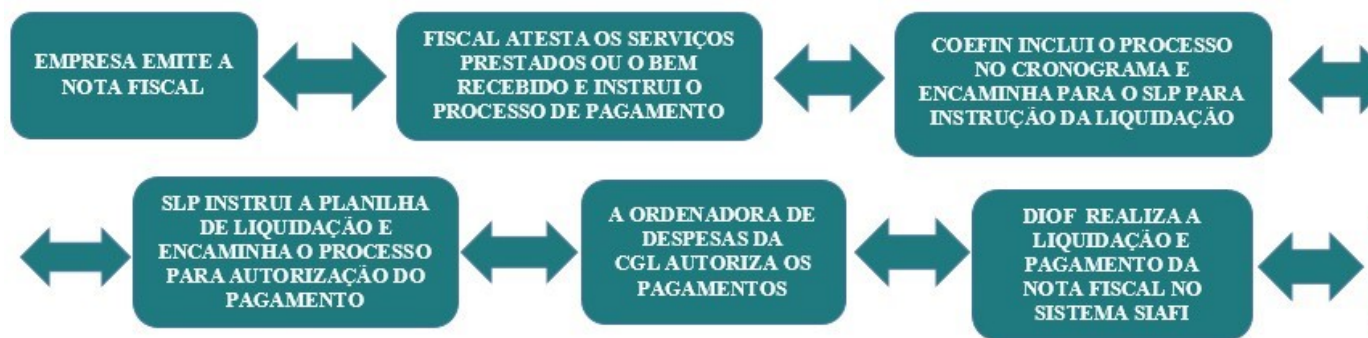 EMPRESA EMITE A
NOTA FISCAL
FISCAL ATESTA OS SERVIÇOS
PRESTADOS OU O BEM
RECEBIDO E INSTRUI O
PROCESSO DE PAGAMENTO
COEFIN INCLUI O PROCESSO
NO CRONOGRAMA E
ENCAMINHA PARA O SLP PARA
INSTRUÇÃO DA LIQUIDAÇÃO
SLP INSTRUI A PLANILHA
DE LIQUIDAÇÃO E
ENCAMINHA O PROCESSO
PARA AUTORIZAÇÃO DO
PAGAMENTO
A ORDENADORA DE
DESPESAS DA
CGL AUTORIZA OS
PAGAMENTOS
DIOF REALIZA A
LIQUIDAÇÃO E
PAGAMENTO DA
NOTA FISCAL NO
SISTEMA SIAFI